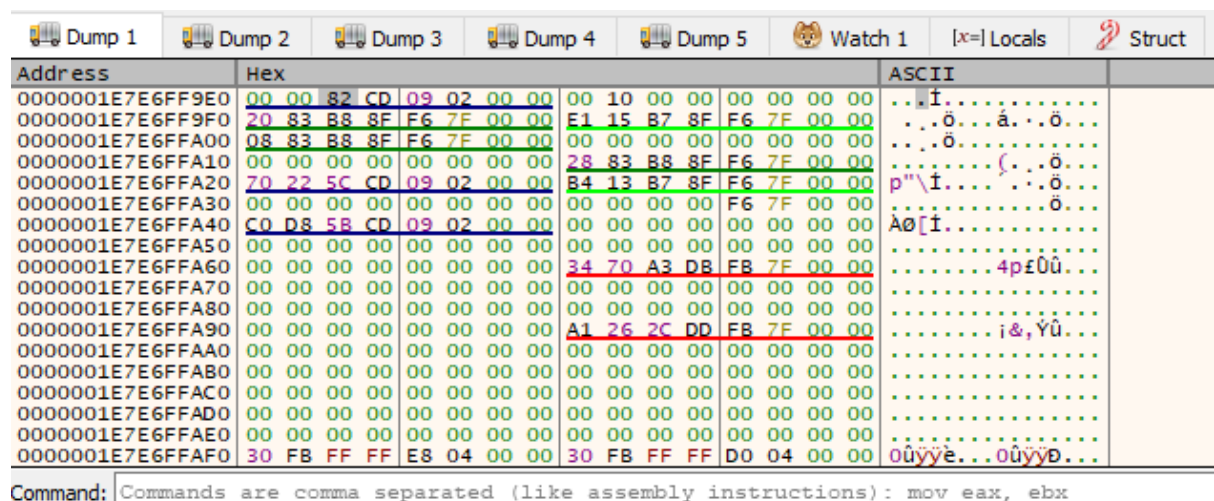 Dump 1 Dump 2 Dump 3 Dump 4 Dump 5 Watch 1 [x=] Locals Struct
Address Hex ASCII
0000001E7E6FF9E0 00 00 82 CD 09 02 00 00 00 10 00 00 00 00 00 00 ...Í............
0000001E7E6FF9F0 20 83 B8 8F F6 7F 00 00 E1 15 B7 8F F6 7F 00 00  .¸.ö...á.·.ö...
0000001E7E6FFA00 08 83 B8 8F F6 7F 00 00 00 00 00 00 00 00 00 00 ..¸.ö...........
0000001E7E6FFA10 00 00 00 00 00 00 00 00 28 83 B8 8F F6 7F 00 00 ........(.¸.ö...
0000001E7E6FFA20 70 22 5C CD 09 02 00 00 B4 13 B7 8F F6 7F 00 00 p"\Í....´.·.ö...
0000001E7E6FFA30 00 00 00 00 00 00 00 00 00 00 00 00 F6 7F 00 00 ............ö...
0000001E7E6FFA40 C0 D8 5B CD 09 02 00 00 00 00 00 00 00 00 00 00 ÀØ[Í............
0000001E7E6FFA50 00 00 00 00 00 00 00 00 00 00 00 00 00 00 00 00 ................
0000001E7E6FFA60 00 00 00 00 00 00 00 00 34 70 A3 DB FB 7F 00 00 ........4p£Ûû...
0000001E7E6FFA70 00 00 00 00 00 00 00 00 00 00 00 00 00 00 00 00 ................
0000001E7E6FFA80 00 00 00 00 00 00 00 00 00 00 00 00 00 00 00 00 ................
0000001E7E6FFA90 00 00 00 00 00 00 00 00 A1 26 2C DD FB 7F 00 00 ........¡&,Ýû...
0000001E7E6FFAA0 00 00 00 00 00 00 00 00 00 00 00 00 00 00 00 00 ................
0000001E7E6FFAB0 00 00 00 00 00 00 00 00 00 00 00 00 00 00 00 00 ................
0000001E7E6FFAC0 00 00 00 00 00 00 00 00 00 00 00 00 00 00 00 00 ................
0000001E7E6FFAD0 00 00 00 00 00 00 00 00 00 00 00 00 00 00 00 00 ................
0000001E7E6FFAE0 00 00 00 00 00 00 00 00 00 00 00 00 00 00 00 00 ................
0000001E7E6FFAF0 30 FB FF FF E8 04 00 00 30 FB FF FF D0 04 00 00 0ûÿÿè...0ûÿÿÐ...
Command: Commands are comma separated (like assembly instructions): mov eax, ebx